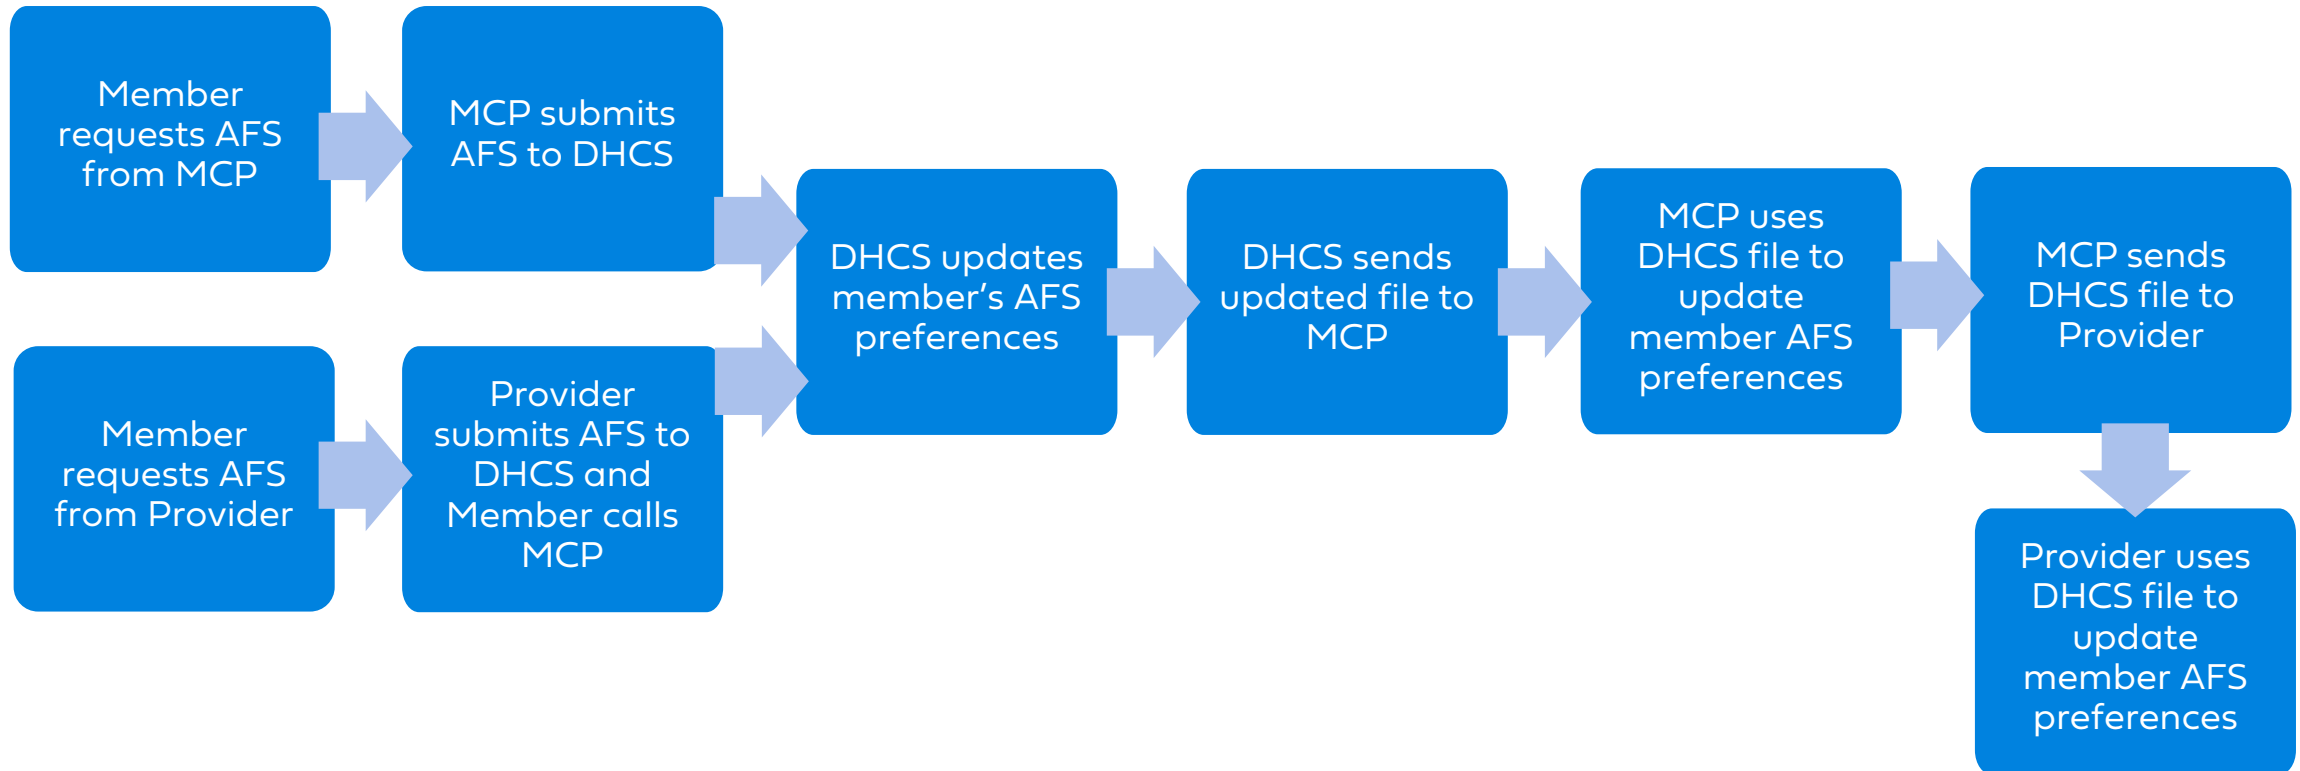 Member
requests AFS
from MCP
MCP submits
AFS to DHCS
Member
requests AFS
from Provider
Provider
submits AFS to
DHCS and
Member calls
MCP
DHCS updates
member’s AFS
preferences
DHCS sends
updated file to
MCP
MCP uses
DHCS file to
update
member AFS
preferences
MCP sends
DHCS file to
Provider
Provider uses
DHCS file to
update
member AFS
preferences